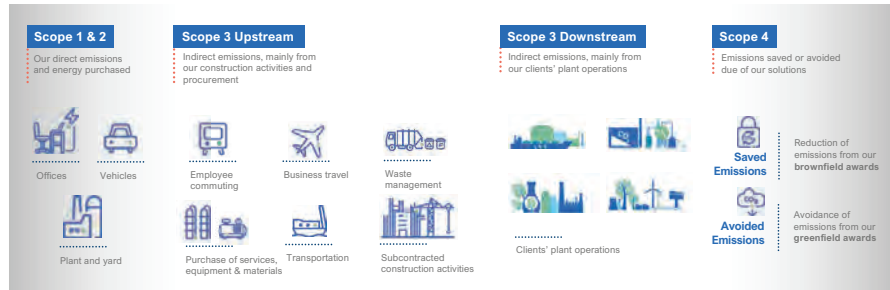 Scope 1 & 2
Our direct emissions
and energy purchased
Offices
Vehicles
Plant and yard
Scope 3 Upstream
Indirect emissions, mainly from
our construction activities and
procurement
Employee
commuting
Business travel
Waste
management
Purchase of services,
equipment & materials
Transportation
Subcontracted
construction activities
Scope 3 Downstream
Indirect emissions, mainly from
our clients' plant operations
Clients' plant operations
Scope 4
Emissions saved or avoided
due of our solutions
Saved
Emissions
Reduction of
emissions from our
brownfield awards
Avoided
Emissions
Avoidance of
emissions from our
greenfield awards